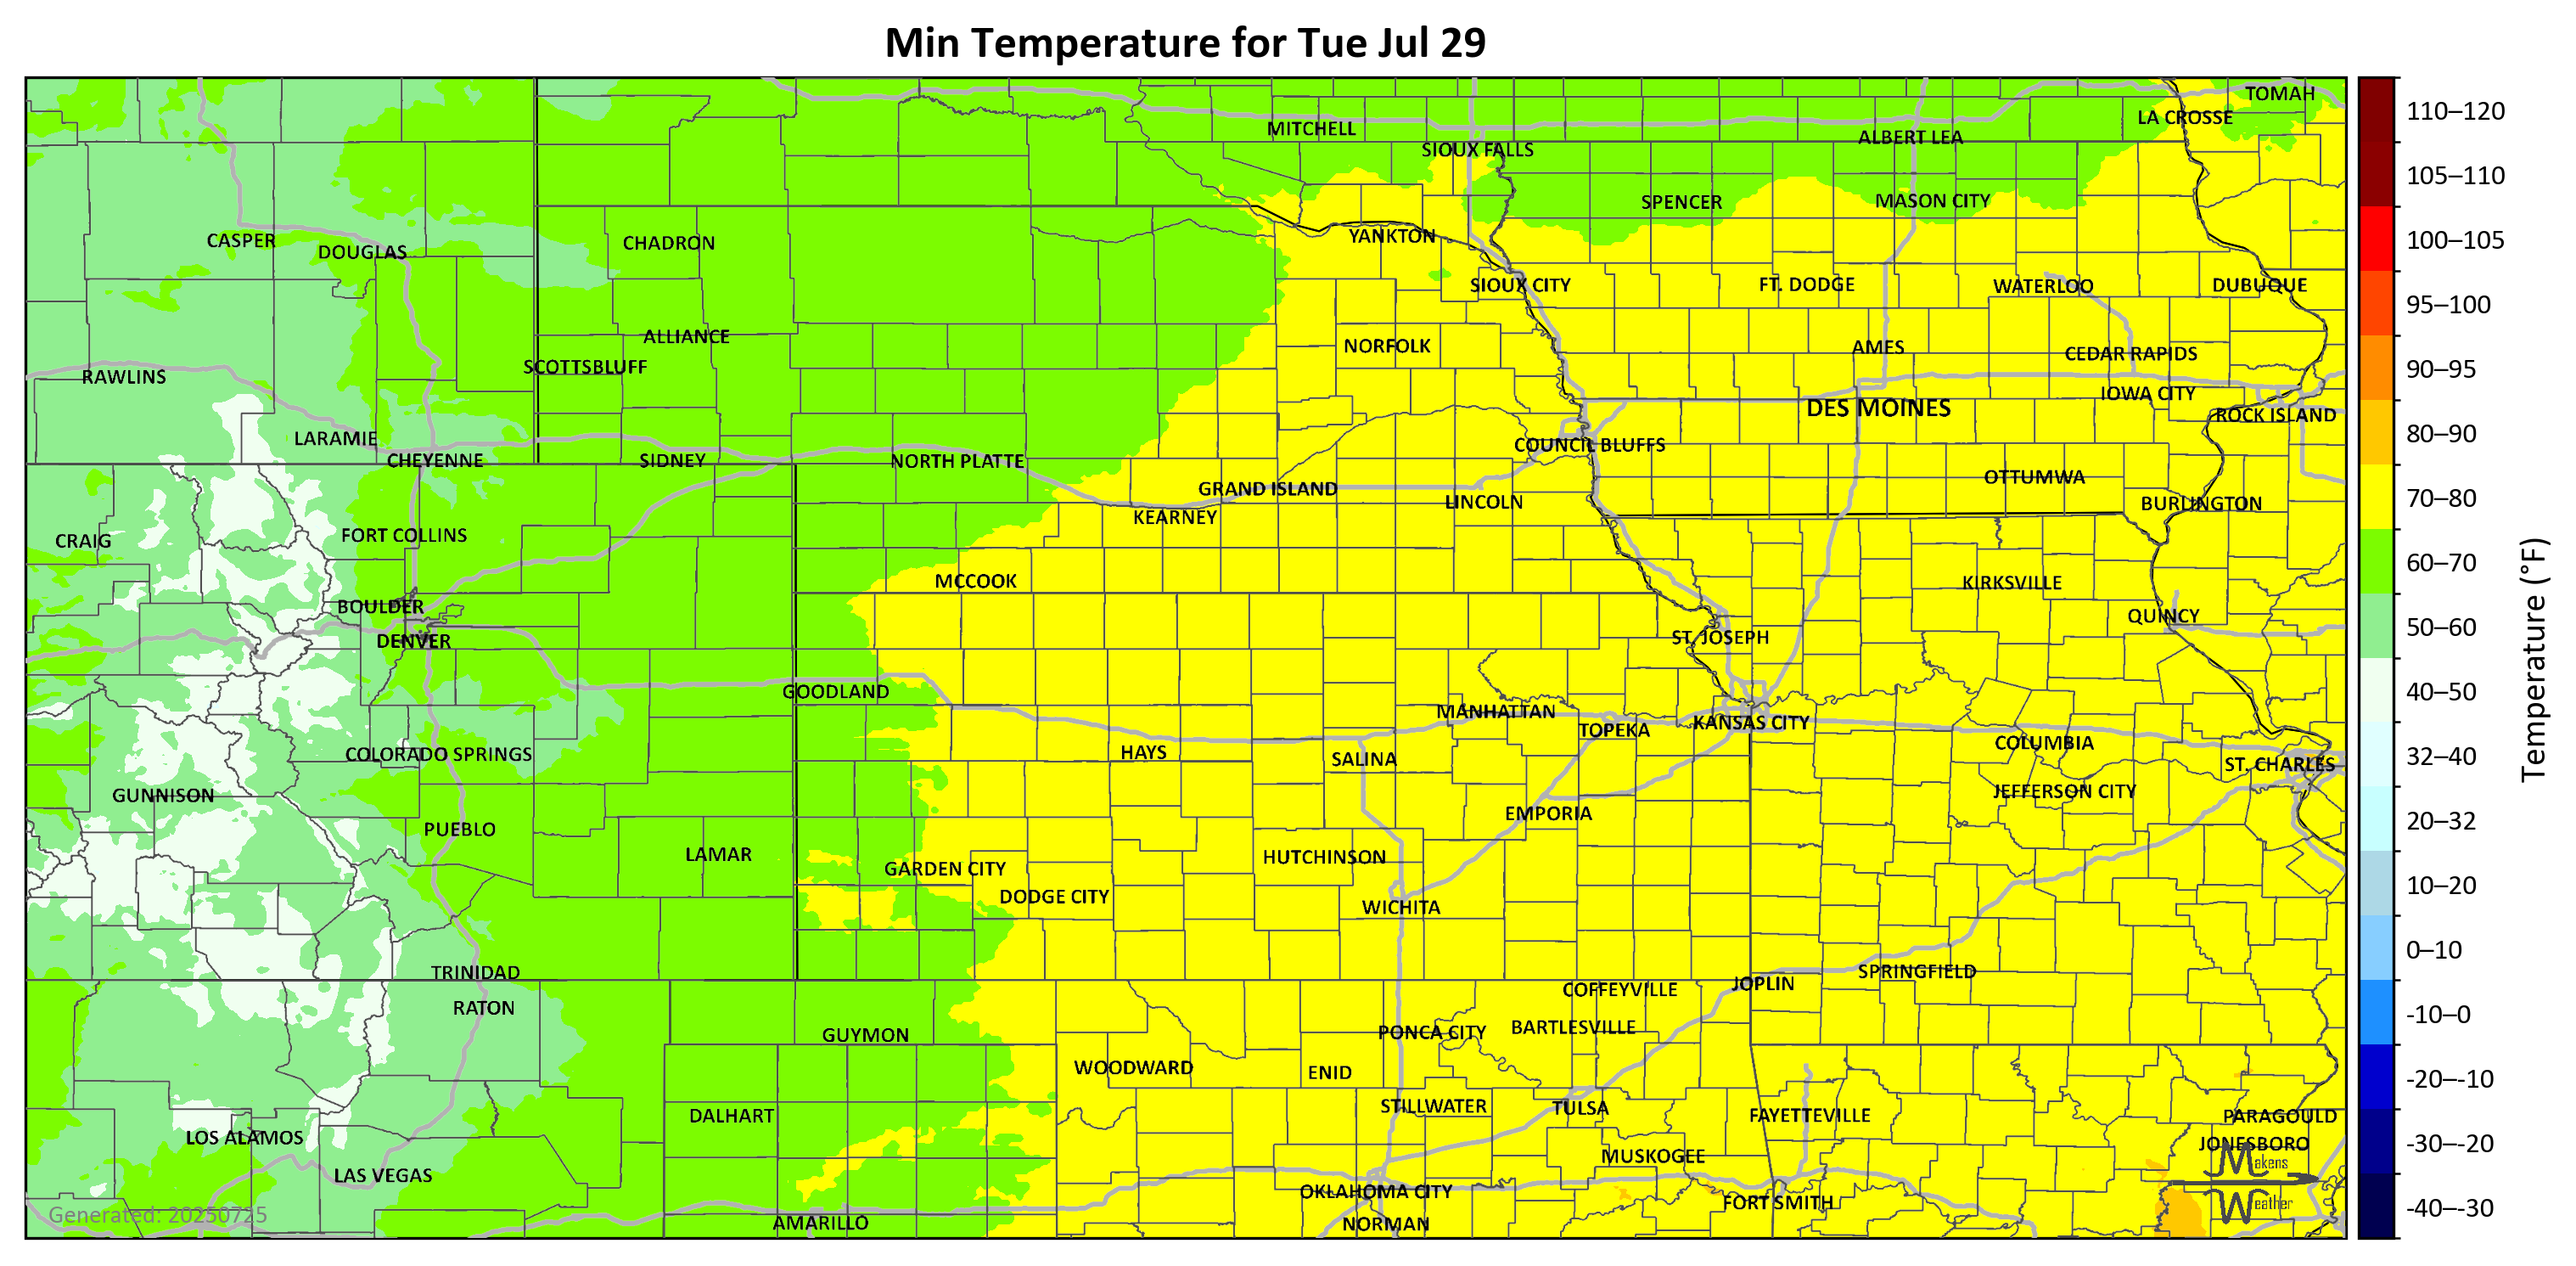 Min Temperature for Tue Jul 29
TOMAH
LA CROSSE
MITCHELL
ALBERT LEA
SIOUX FALLS
SPENCER
MASON CITY
CASPER
DOUGLAS
CHADRON
YANKTON
SIOUX CITY
FT. DODGE
WATERLOO
DUBUQUE
ALLIANCE
NORFOLK
AMES
CEDAR RAPIDS
SCOTTSBLUFF
RAWLINS
IOWA CITY
DES MOINES
ROCK ISLAND
LARAMIE
COUNCIL BLUFFS
CHEYENNE
SIDNEY
NORTH PLATTE
OTTUMWA
GRAND ISLAND
LINCOLN
BURLINGTON
KEARNEY
FORT COLLINS
CRAIG
MCCOOK
KIRKSVILLE
BOULDER
QUINCY
DENVER
ST. JOSEPH
GOODLAND
MANHATTAN
TOPEKA
KANSAS CITY
COLUMBIA
COLORADO SPRINGS
HAYS
SALINA
ST. CHARLES
GUNNISON
JEFFERSON CITY
EMPORIA
PUEBLO
LAMAR
HUTCHINSON
GARDEN CITY
DODGE CITY
WICHITA
TRINIDAD
SPRINGFIELD
JOPLIN
COFFEYVILLE
RATON
GUYMON
PONCA CITY
BARTLESVILLE
WOODWARD
ENID
STILLWATER
TULSA
DALHART
FAYETTEVILLE
PARAGOULD
LOS ALAMOS
JONESBORO
MUSKOGEE
LAS VEGAS
OKLAHOMA CITY
FORT SMITH
AMARILLO
NORMAN
Makens
Weather
Generated: 20250725
110–120
105–110
100–105
95–100
90–95
80–90
70–80
60–70
50–60
40–50
32–40
20–32
10–20
0–10
-10–0
-20–-10
-30–-20
-40–-30
Temperature (°F)